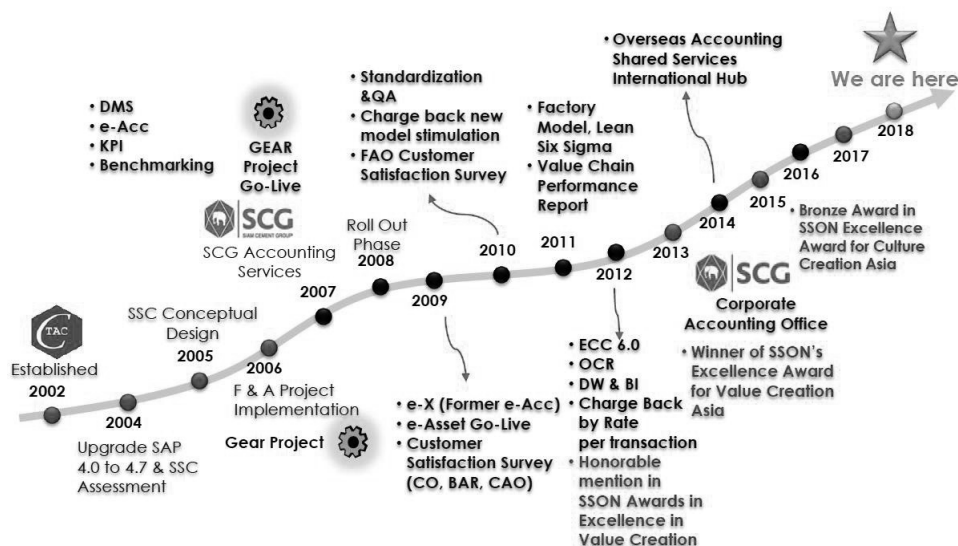 We are here
• Overseas Accounting
Shared Services
International Hub
• DMS
• e-Acc
• KPI
• Benchmarking
GEAR
Project
Go-Live
• Standardization
&QA
• Charge back new
model stimulation
• FAO Customer
Satisfaction Survey
• Factory
Model, Lean
Six Sigma
• Value Chain
Performance
Report
SCG
SIAM CEMENT GROUP
SCG Accounting
Services
2007
Roll Out
Phase
2008
2009
2010
2011
2012
2013
2014
2015
2016
2017
2018
• Bronze Award in
SSON Excellence
Award for Culture
Creation Asia
SCG
Corporate
Accounting Office
• Winner of SSON's
Excellence Award
for Value Creation
Asia
CTAC
Established
2002
2004
Upgrade SAP
4.0 to 4.7 & SSC
Assessment
SSC Conceptual
Design
2005
2006
F & A Project
Implementation
Gear Project
• e-X (Former e-Acc)
• e-Asset Go-Live
• Customer
Satisfaction Survey
(CO, BAR, CAO)
• ECC 6.0
• OCR
• DW & BI
• Charge Back
by Rate
per transaction
• Honorable
mention in
SSON Awards in
Excellence in
Value Creation